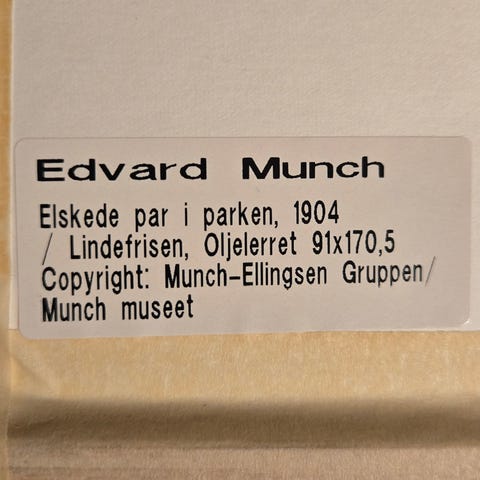 Edvard Munch
Elskede par i parken, 1904
/ Lindefrisen, Oljelerret 91x170,5
Copyright: Munch-Ellingsen Gruppen/
Munch museet